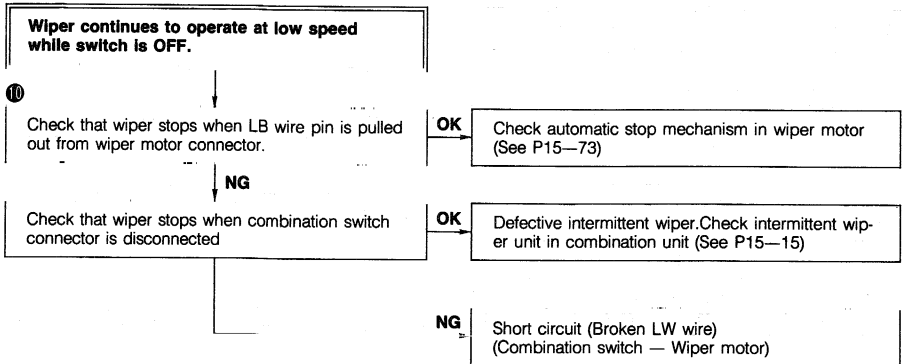 Wiper continues to operate at low speed
while switch is OFF.
10
Check that wiper stops when LB wire pin is pulled
out from wiper motor connector.
OK
Check automatic stop mechanism in wiper motor
(See P15—73)
NG
Check that wiper stops when combination switch
connector is disconnected
OK
Defective intermittent wiper.Check intermittent wip-
er unit in combination unit (See P15—15)
NG
Short circuit (Broken LW wire)
(Combination switch — Wiper motor)